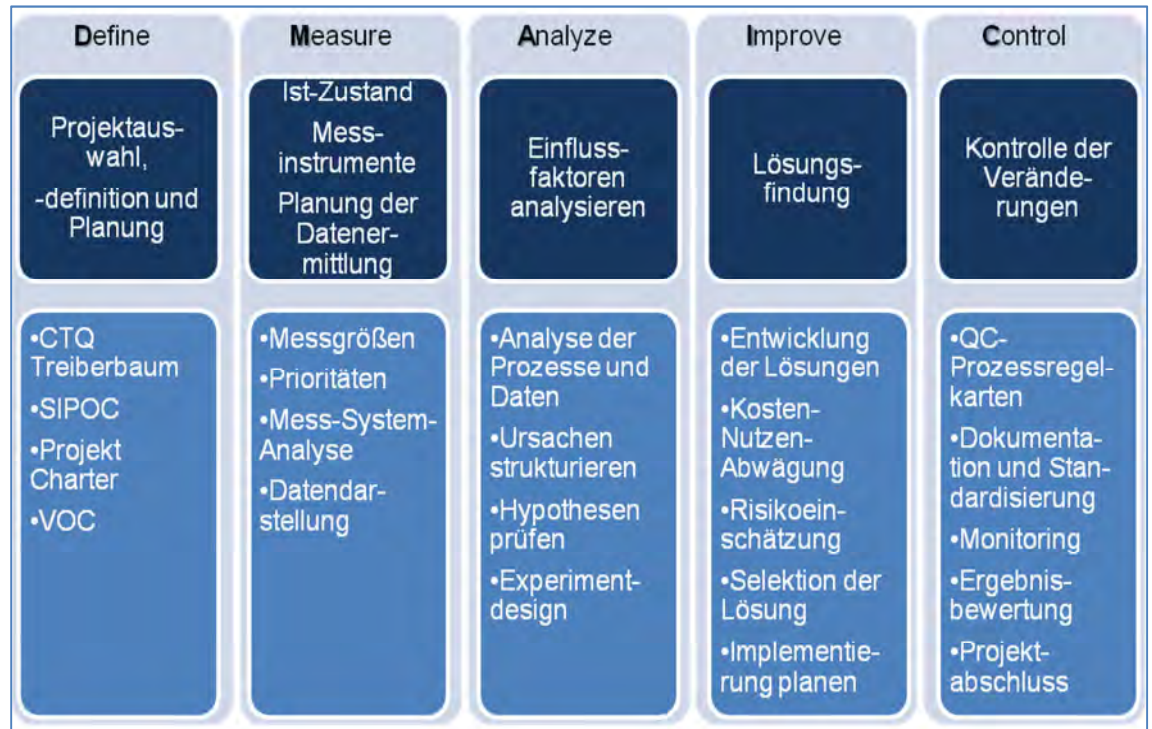 Define
Projektaus-
wahl,
-definition und
Planung
•CTQ
Treiberbaum
•SIPOC
•Projekt
Charter
•VOC
Measure
Ist-Zustand
Mess-
instrumente
Planung der
Datener-
mittlung
•Messgrößen
•Prioritäten
•Mess-System-
Analyse
•Datendar-
stellung
Analyze
Einfluss-
faktoren
analysieren
•Analyse der
Prozesse und
Daten
•Ursachen
strukturieren
•Hypothesen
prüfen
•Experiment-
design
Improve
Lösungs-
findung
•Entwicklung
der Lösungen
•Kosten-
Nutzen-
Abwägung
•Risikoein-
schätzung
•Selektion der
Lösung
•Implementie-
rung planen
Control
Kontrolle der
Verände-
rungen
•QC-
Prozessregel-
karten
•Dokumenta-
tion und Stan-
dardisierung
•Monitoring
•Ergebnis-
bewertung
•Projekt-
abschluss